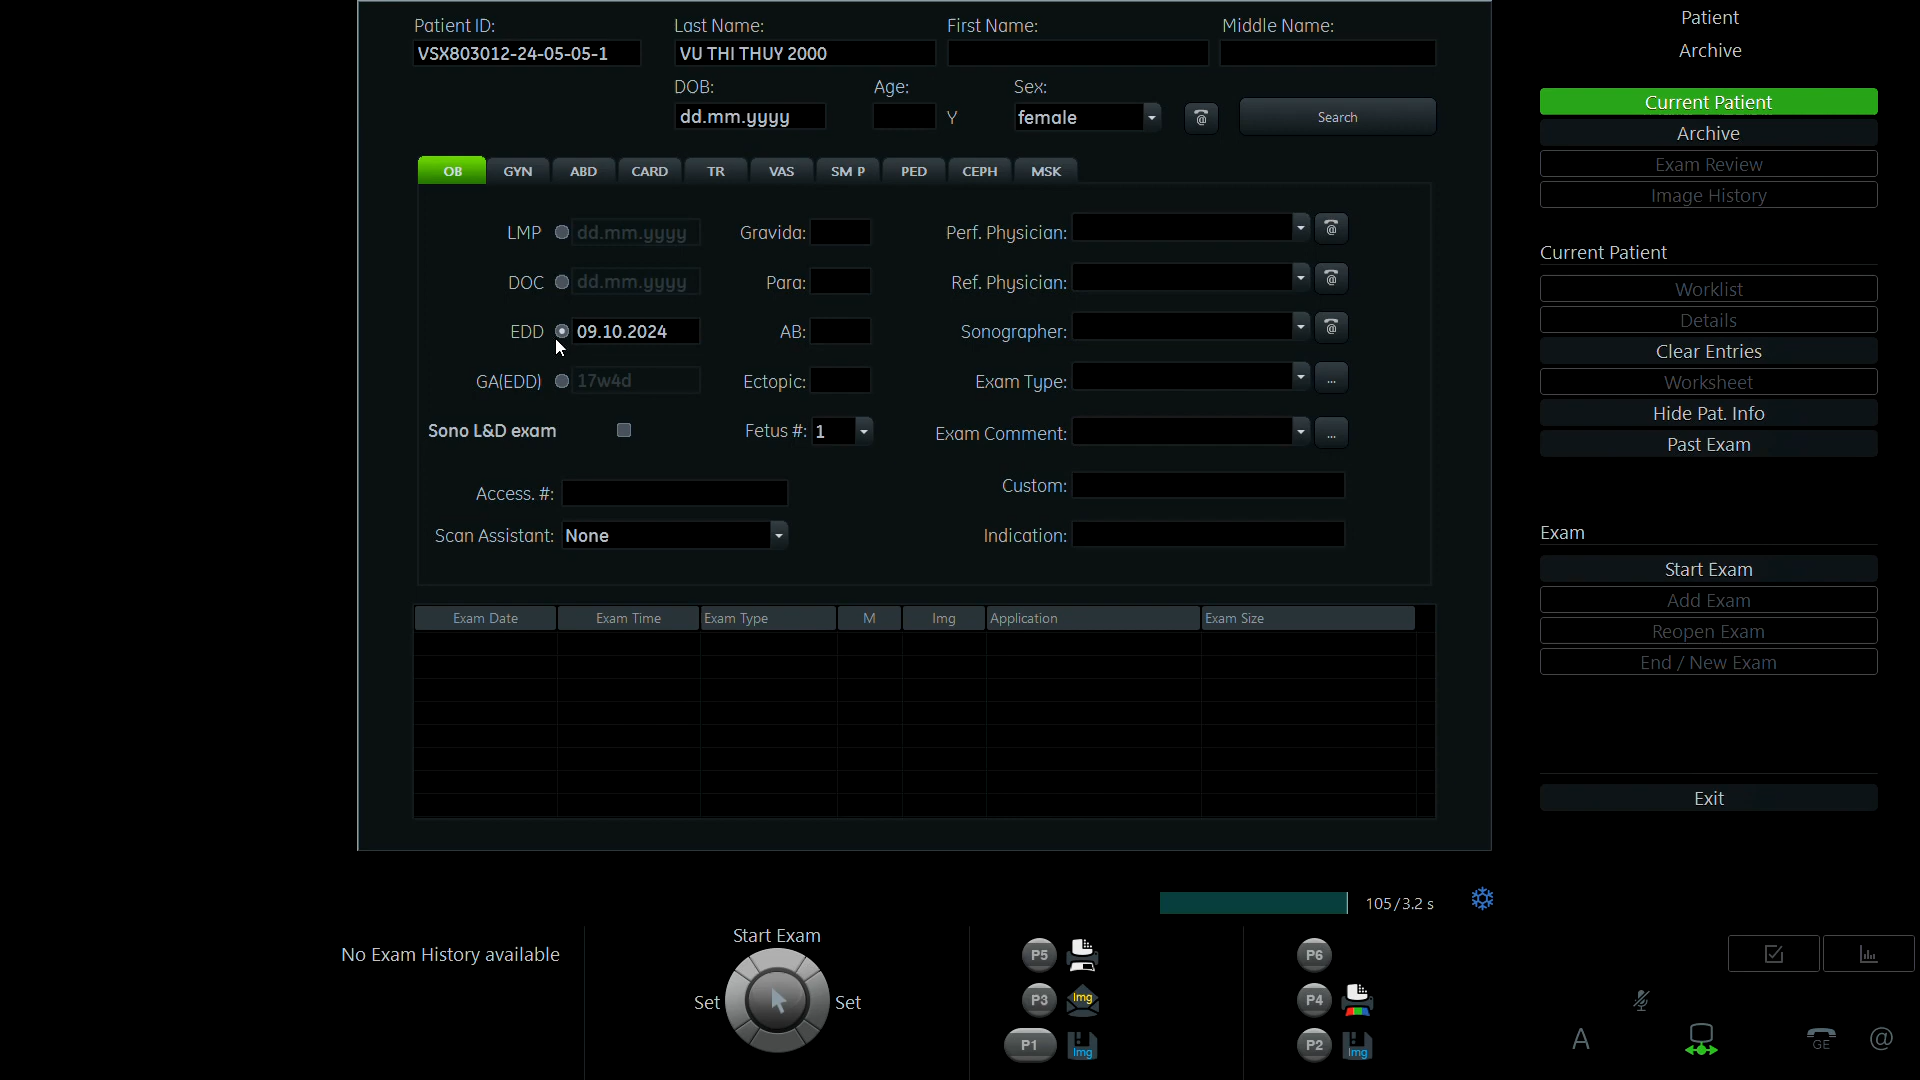 Patient ID: Last Name: First Name: Middle Name:
VSX803012-24-05-05-1 VU THI THUY 2000
DOB: Age: Sex:
dd.mm.yyyy Y female Search
OB GYN ABD CARD TR VAS SM P PED CEPH MSK
LMP dd.mm.yyyy Gravida: Perf. Physician:
DOC dd.mm.yyyy Para: Ref. Physician:
EDD 09.10.2024 AB: Sonographer:
GA(EDD) 17w4d Ectopic: Exam Type: ...
Sono L&D exam Fetus #: 1 Exam Comment: ...
Access. #: Custom:
Scan Assistant: None Indication:
Exam Date Exam Time Exam Type M Img Application Exam Size
105/3.2 s
No Exam History available
Start Exam
Set Set
P5
P3 Img
P1 Img
P6
P4
P2 Img
Patient
Archive
Current Patient
Archive
Exam Review
Image History
Current Patient
Worklist
Details
Clear Entries
Worksheet
Hide Pat. Info
Past Exam
Exam
Start Exam
Add Exam
Reopen Exam
End / New Exam
Exit
A GE @